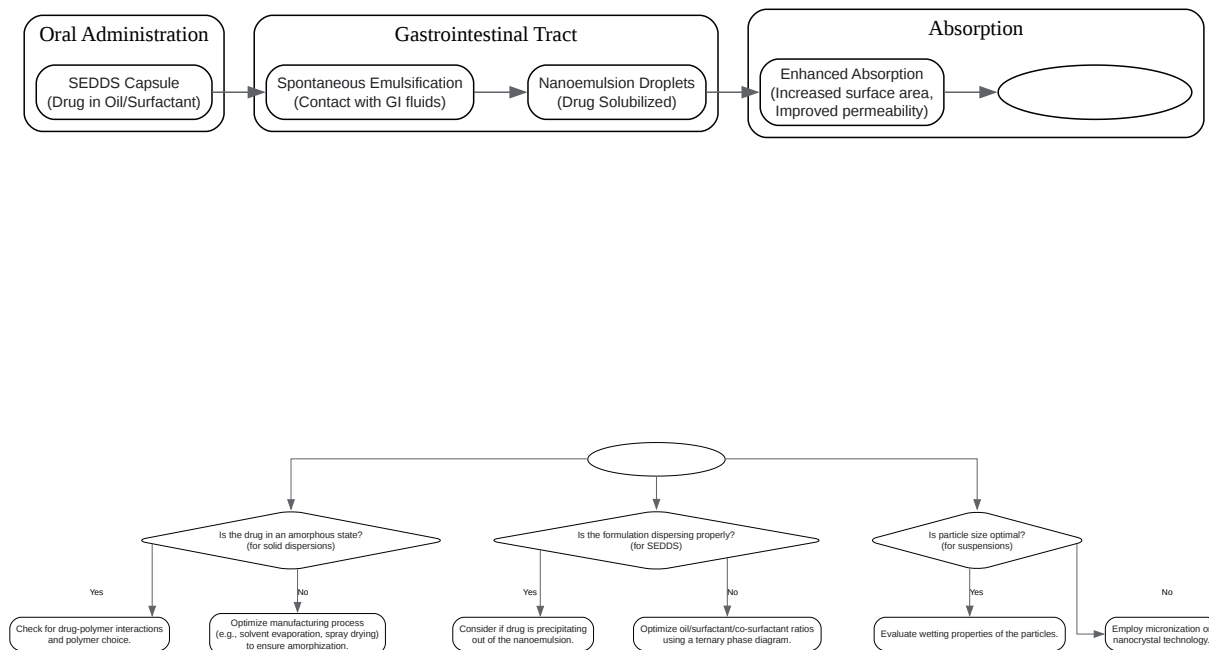 Oral Administration
SEDDS Capsule
(Drug in Oil/Surfactant)
Gastrointestinal Tract
Spontaneous Emulsification
(Contact with GI fluids)
Nanoemulsion Droplets
(Drug Solubilized)
Absorption
Enhanced Absorption
(Increased surface area,
Improved permeability)
Is the drug in an amorphous state?
(for solid dispersions)
Is the formulation dispersing properly?
(for SEDDS)
Is particle size optimal?
(for suspensions)
Yes
No
Yes
No
Yes
No
Check for drug-polymer interactions
and polymer choice.
Optimize manufacturing process
(e.g., solvent evaporation, spray drying)
to ensure amorphization.
Consider if drug is precipitating
out of the nanoemulsion.
Optimize oil/surfactant/co-surfactant ratios
using a ternary phase diagram.
Evaluate wetting properties of the particles.
Employ micronization or
nanocrystal technology.